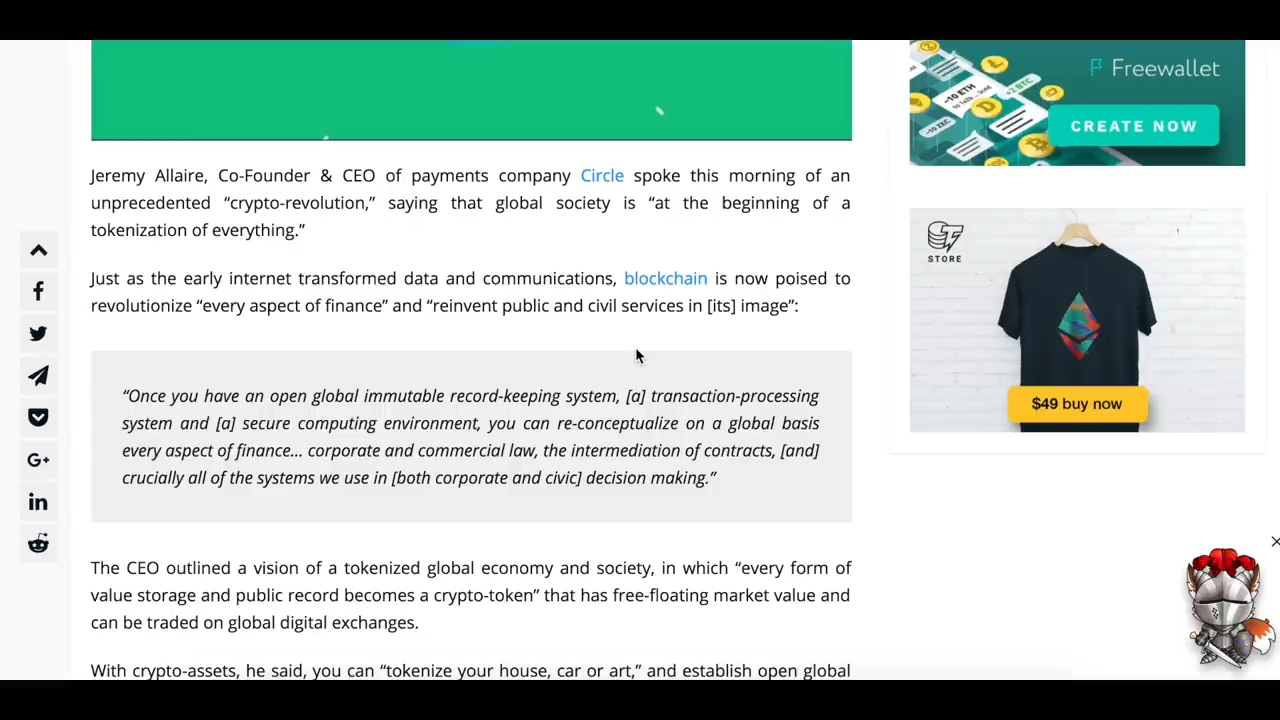 Freewallet
~10 ETH
+2 BTC
~10 ZEC
CREATE NOW
Jeremy Allaire, Co-Founder & CEO of payments company Circle spoke this morning of an
unprecedented “crypto-revolution,” saying that global society is “at the beginning of a
tokenization of everything.”
STORE
Just as the early internet transformed data and communications, blockchain is now poised to
revolutionize “every aspect of finance” and “reinvent public and civil services in [its] image”:
$49 buy now
“Once you have an open global immutable record-keeping system, [a] transaction-processing
system and [a] secure computing environment, you can re-conceptualize on a global basis
every aspect of finance... corporate and commercial law, the intermediation of contracts, [and]
crucially all of the systems we use in [both corporate and civic] decision making.”
G+
in
The CEO outlined a vision of a tokenized global economy and society, in which “every form of
value storage and public record becomes a crypto-token” that has free-floating market value and
can be traded on global digital exchanges.
With crypto-assets, he said, you can “tokenize your house, car or art,” and establish open global